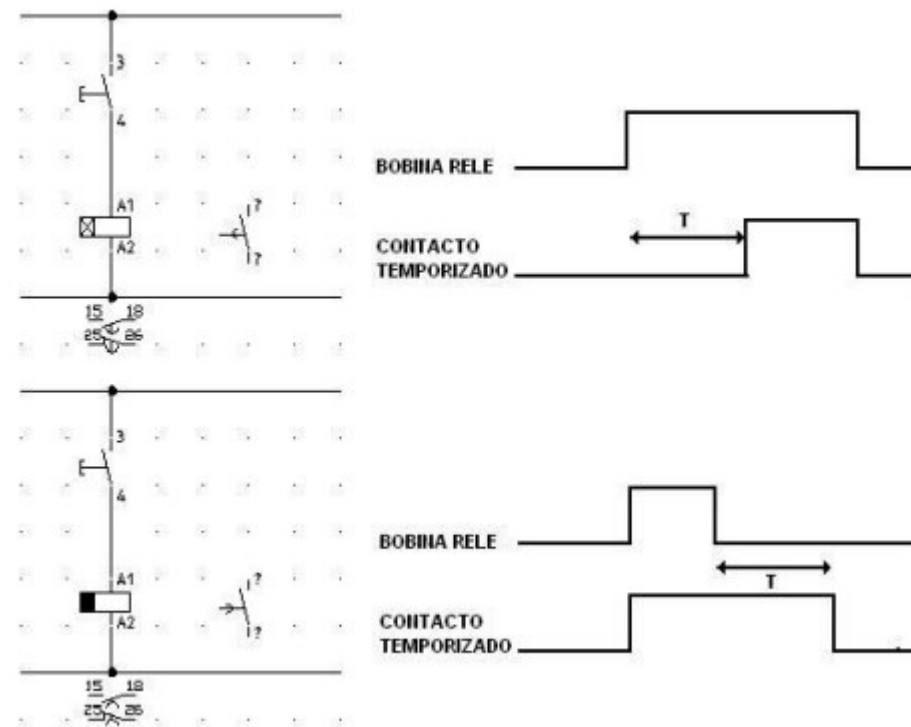 3
4
A1
A2
?
?
15 18
25 26
BOBINA RELE
T
CONTACTO
TEMPORIZADO
3
4
A1
A2
?
?
15 18
25 26
BOBINA RELE
T
CONTACTO
TEMPORIZADO